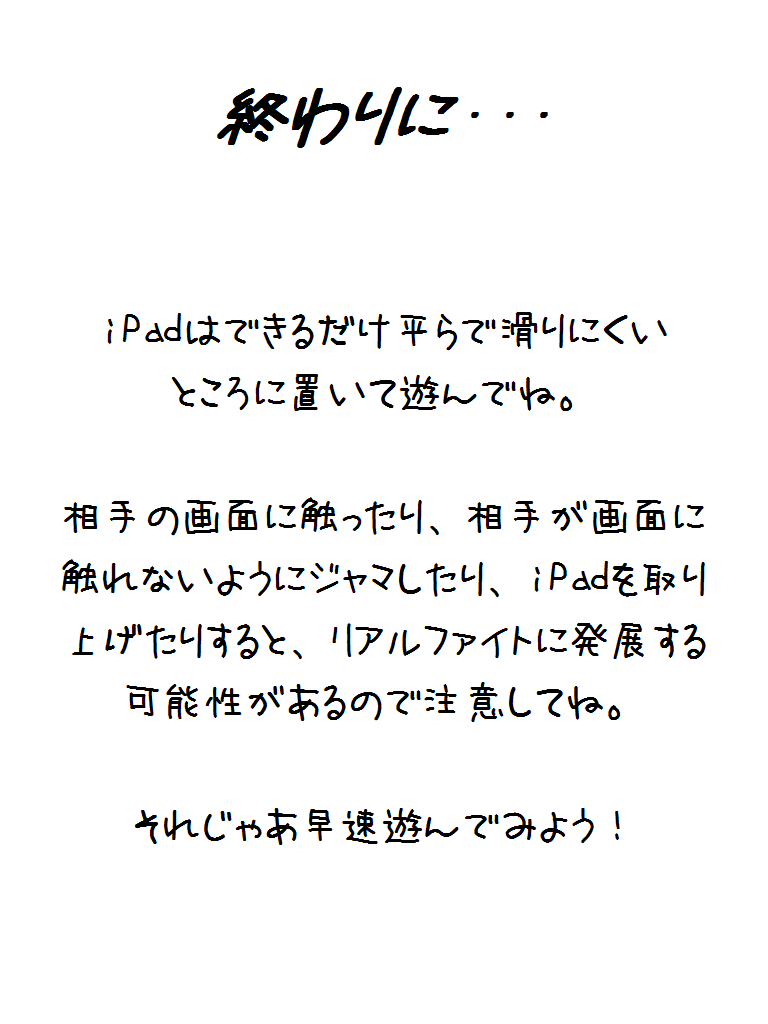 終わりに・・・
iPadはできるだけ平らで滑りにくい
ところに置いて遊んでね。
相手の画面に触ったり、相手が画面に
触れないようにジャマしたり、iPadを取り
上げたりすると、リアルファイトに発展する
可能性があるので注意してね。
それじゃあ早速遊んでみよう！